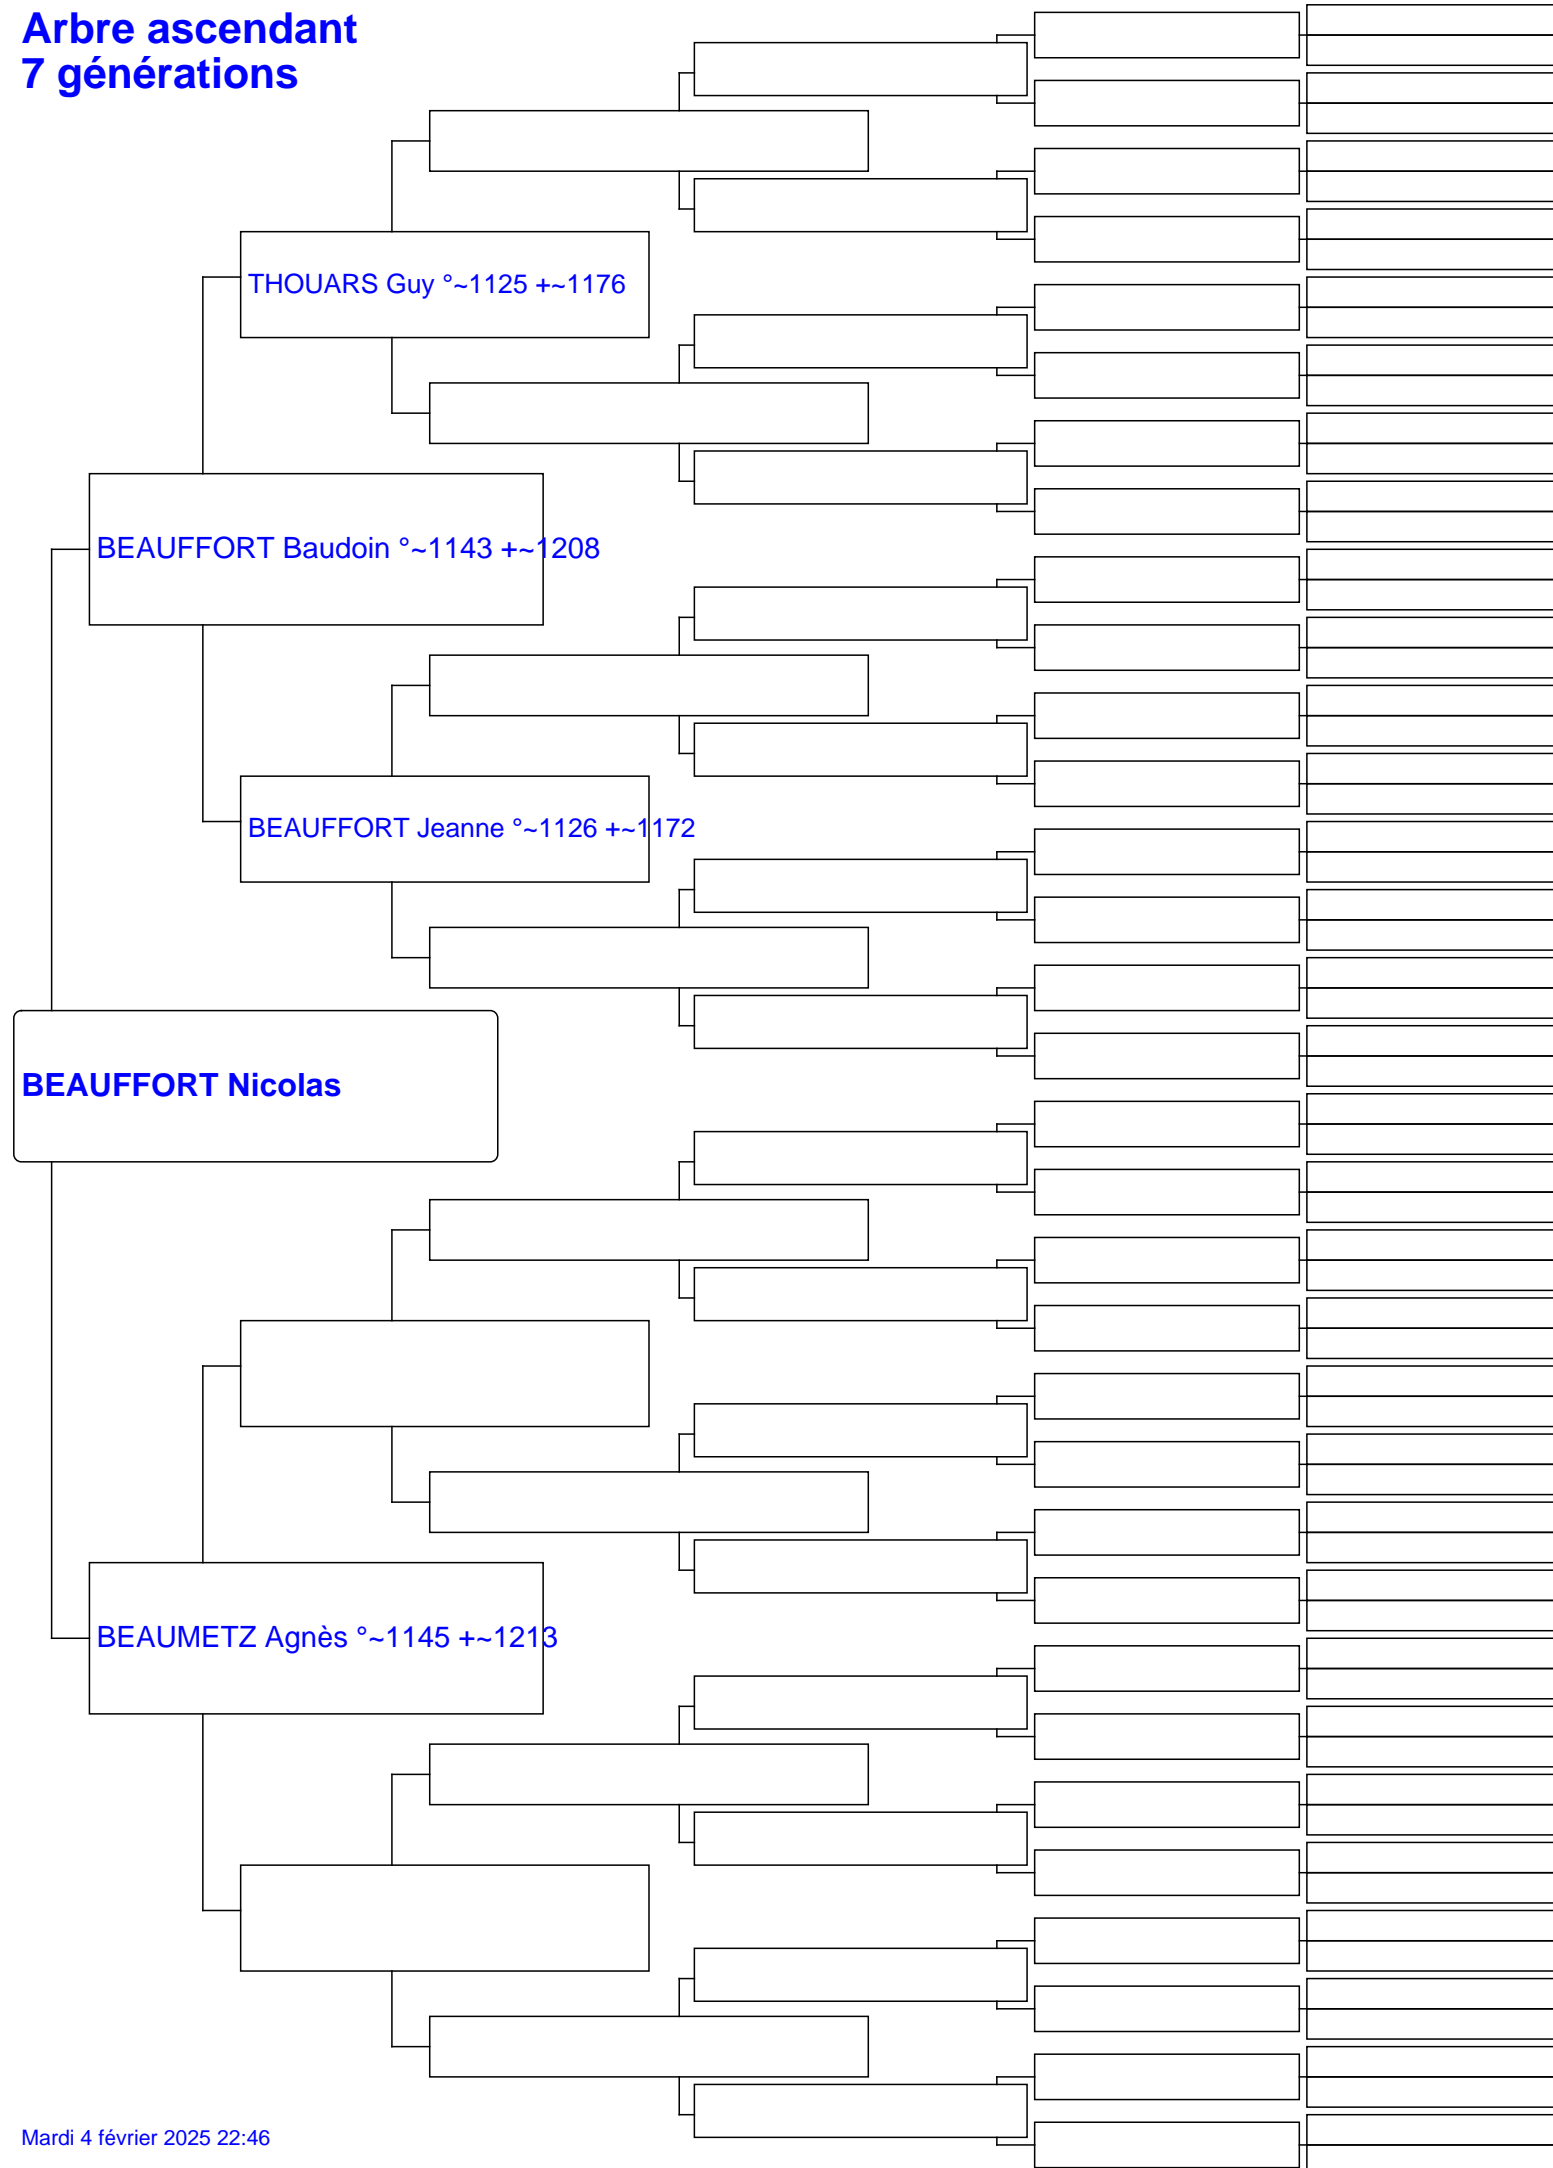 Arbre ascendant
7 générations
THOUARS Guy °~1125 +~1176
BEAUFFORT Baudoin °~1143 +~1208
BEAUFFORT Jeanne °~1126 +~1172
BEAUFFORT Nicolas
BEAUMETZ Agnès °~1145 +~1213
Mardi 4 février 2025 22:46